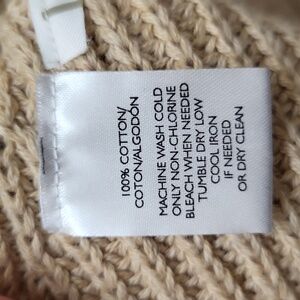 100% COTTON/
COTON/ALGODÓN
MACHINE WASH COLD
ONLY NON-CHLORINE
BLEACH WHEN NEEDED
TUMBLE DRY LOW
COOL IRON
IF NEEDED
OR DRY CLEAN